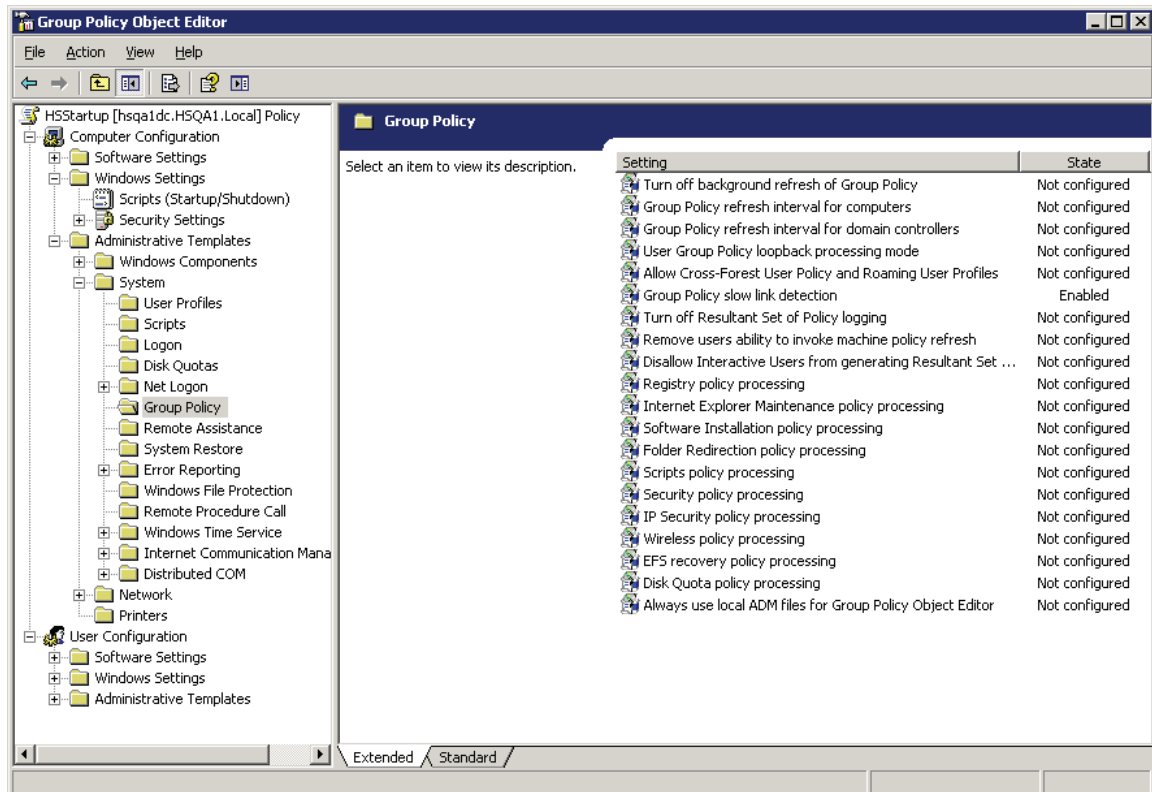 Group Policy Object Editor
File Action View Help
HSStartup [hsqa1dc.HSQA1.Local] Policy
Computer Configuration
Software Settings
Windows Settings
Scripts (Startup/Shutdown)
Security Settings
Administrative Templates
Windows Components
System
User Profiles
Scripts
Logon
Disk Quotas
Net Logon
Group Policy
Remote Assistance
System Restore
Error Reporting
Windows File Protection
Remote Procedure Call
Windows Time Service
Internet Communication Mana
Distributed COM
Network
Printers
User Configuration
Software Settings
Windows Settings
Administrative Templates
Group Policy
Select an item to view its description.
Setting State
Turn off background refresh of Group Policy Not configured
Group Policy refresh interval for computers Not configured
Group Policy refresh interval for domain controllers Not configured
User Group Policy loopback processing mode Not configured
Allow Cross-Forest User Policy and Roaming User Profiles Not configured
Group Policy slow link detection Enabled
Turn off Resultant Set of Policy logging Not configured
Remove users ability to invoke machine policy refresh Not configured
Disallow Interactive Users from generating Resultant Set ... Not configured
Registry policy processing Not configured
Internet Explorer Maintenance policy processing Not configured
Software Installation policy processing Not configured
Folder Redirection policy processing Not configured
Scripts policy processing Not configured
Security policy processing Not configured
IP Security policy processing Not configured
Wireless policy processing Not configured
EFS recovery policy processing Not configured
Disk Quota policy processing Not configured
Always use local ADM files for Group Policy Object Editor Not configured
Extended Standard